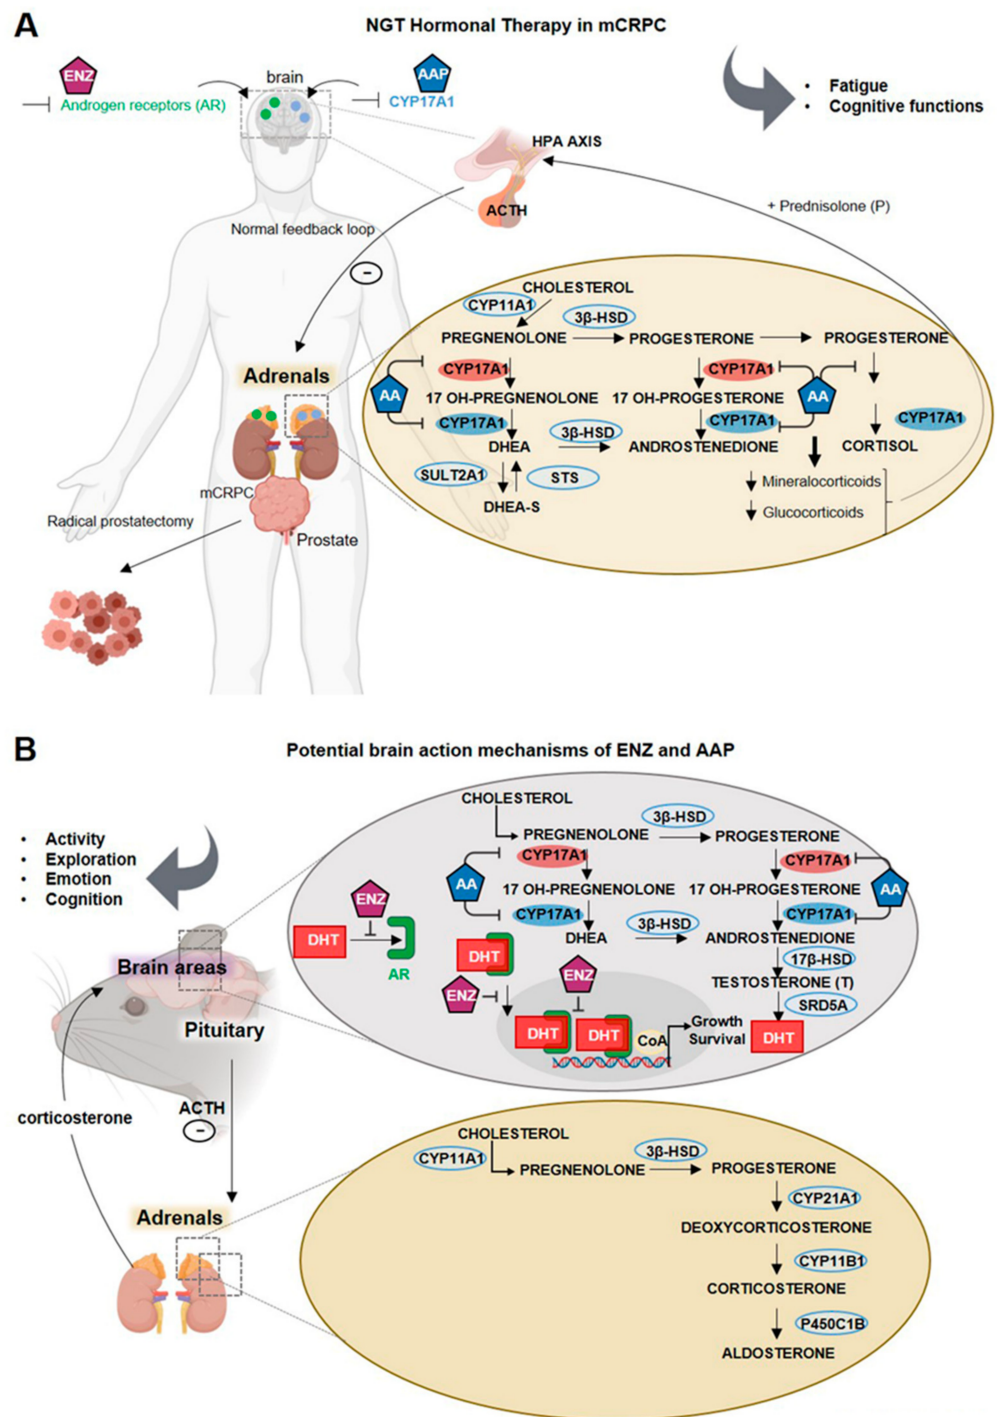 A
NGT Hormonal Therapy in mCRPC
ENZ
Androgen receptors (AR)
brain
AAP
CYP17A1
• Fatigue
• Cognitive functions
HPA AXIS
ACTH
+ Prednisolone (P)
Normal feedback loop
-
CHOLESTEROL
CYP11A1
3β-HSD
PREGNENOLONE
PROGESTERONE
PROGESTERONE
Adrenals
CYP17A1
CYP17A1
AA
AA
17 OH-PREGNENOLONE
17 OH-PROGESTERONE
CYP17A1
3β-HSD
CYP17A1
CYP17A1
DHEA
ANDROSTENEDIONE
CORTISOL
SULT2A1
STS
Mineralocorticoids
DHEA-S
Glucocorticoids
mCRPC
Radical prostatectomy
Prostate
B
Potential brain action mechanisms of ENZ and AAP
• Activity
• Exploration
• Emotion
• Cognition
CHOLESTEROL
3β-HSD
PREGNENOLONE
PROGESTERONE
CYP17A1
CYP17A1
AA
AA
ENZ
17 OH-PREGNENOLONE
17 OH-PROGESTERONE
CYP17A1
3β-HSD
CYP17A1
DHT
DHEA
ANDROSTENEDIONE
DHT
17β-HSD
AR
ENZ
ENZ
TESTOSTERONE (T)
SRD5A
DHT
DHT
CoA
Growth
Survival
DHT
Brain areas
Pituitary
corticosterone
ACTH
-
Adrenals
CHOLESTEROL
CYP11A1
3β-HSD
PREGNENOLONE
PROGESTERONE
CYP21A1
DEOXYCORTICOSTERONE
CYP11B1
CORTICOSTERONE
P450C1B
ALDOSTERONE